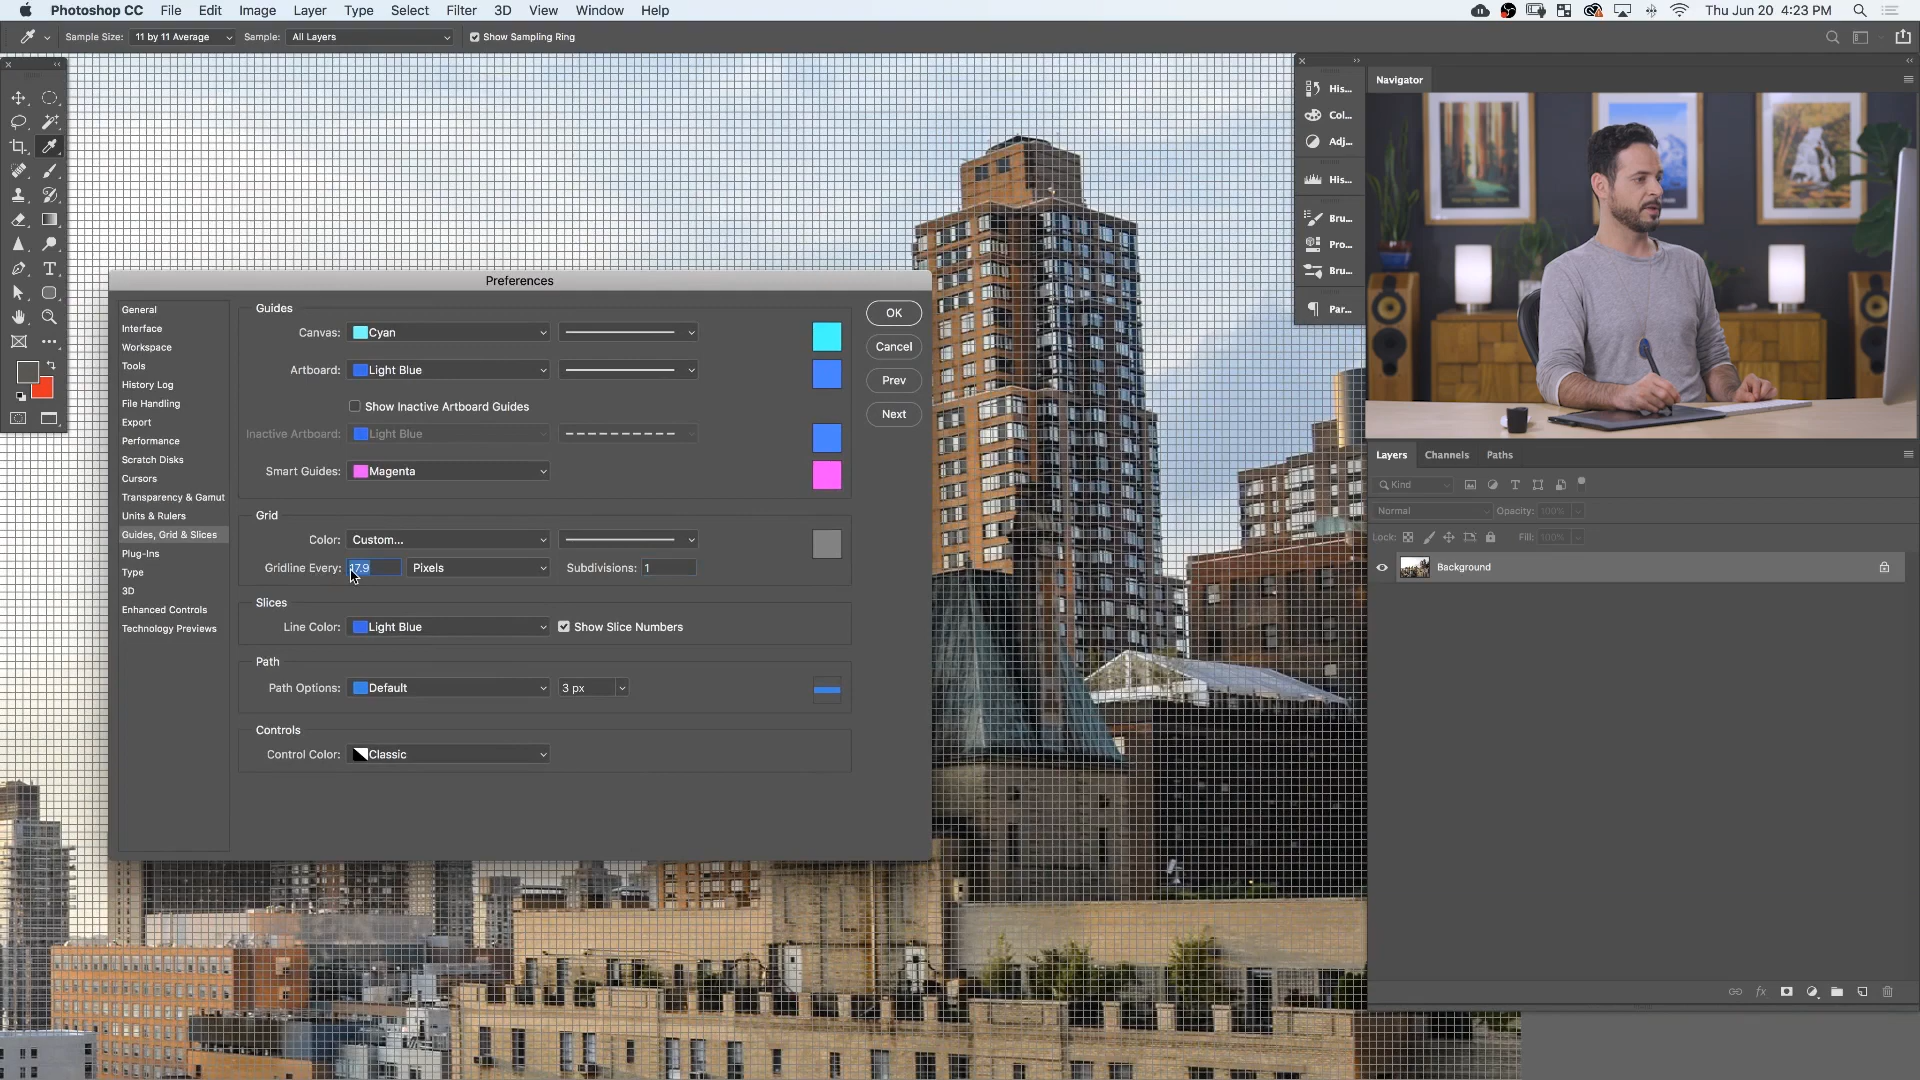 Photoshop CC File Edit Image Layer Type Select Filter 3D View Window Help Thu Jun 20 4:23 PM
Sample Size: 11 by 11 Average Sample: All Layers Show Sampling Ring
Preferences
General
Interface
Workspace
Tools
History Log
File Handling
Export
Performance
Scratch Disks
Cursors
Transparency & Gamut
Units & Rulers
Guides, Grid & Slices
Plug-Ins
Type
3D
Enhanced Controls
Technology Previews
Guides
Canvas: Cyan
Artboard: Light Blue
Show Inactive Artboard Guides
Inactive Artboard: Light Blue
Smart Guides: Magenta
Grid
Color: Custom...
Gridline Every: 17.9 Pixels Subdivisions: 1
Slices
Line Color: Light Blue Show Slice Numbers
Path
Path Options: Default 3 px
Controls
Control Color: Classic
OK
Cancel
Prev
Next
His...
Col...
Adj...
His...
Bru...
Pro...
Bru...
Par...
Navigator
Layers Channels Paths
Kind
Normal Opacity: 100%
Lock: Fill: 100%
Background